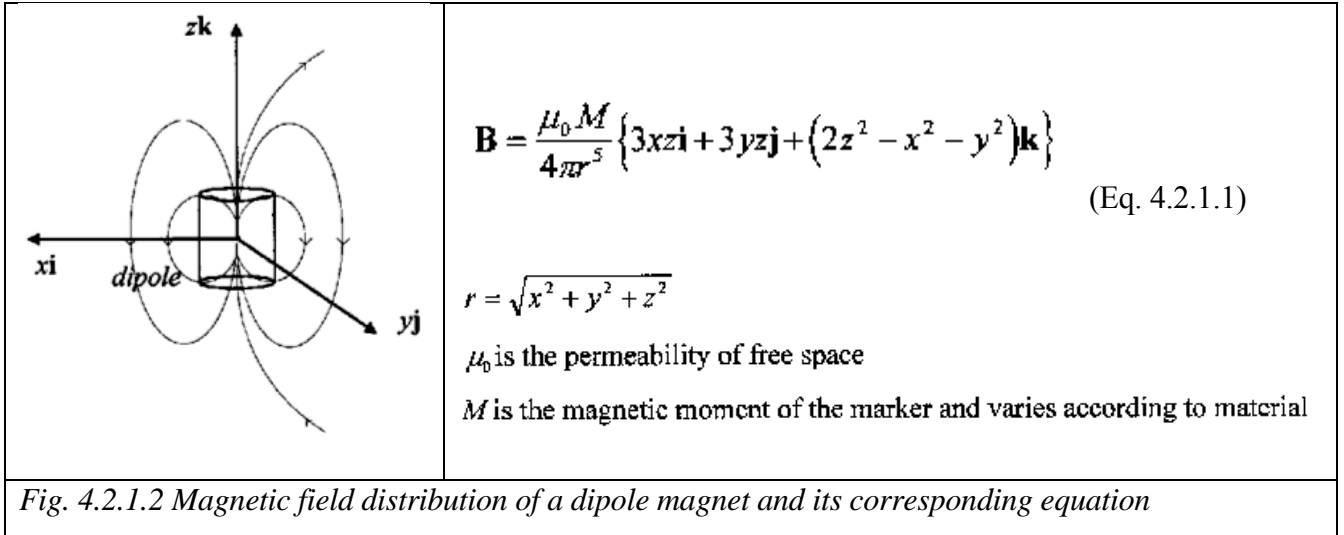 zk
xi
dipole
yj
B = μ₀M / 4πr⁵ {3xzi + 3yzj + (2z² − x² − y²)k}
(Eq. 4.2.1.1)
r = √x² + y² + z²
μ₀ is the permeability of free space
M is the magnetic moment of the marker and varies according to material
Fig. 4.2.1.2 Magnetic field distribution of a dipole magnet and its corresponding equation